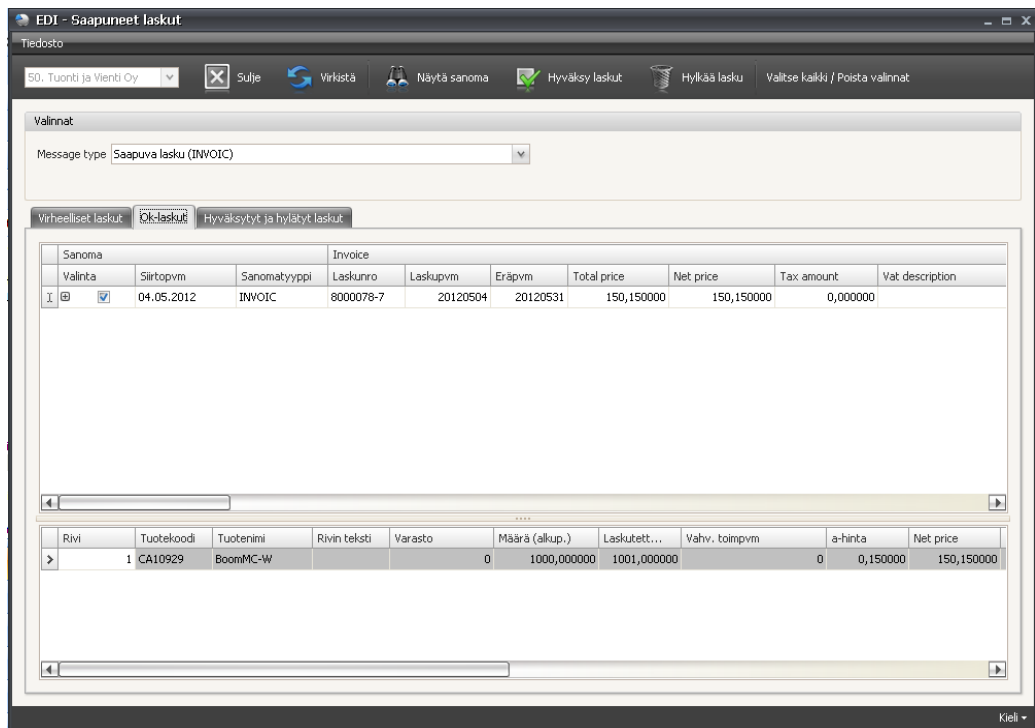 EDI - Saapuneet laskut
Tiedosto
50. Tuonti ja Vienti Oy Sulje Virkistä Näytä sanoma Hyväksy laskut Hylkää lasku Valitse kaikki / Poista valinnat
Valinnat
Message type Saapuva lasku (INVOIC)
Virheelliset laskut Ok-laskut Hyväksytyt ja hylätyt laskut
Sanoma Invoice
Valinta Siirtopvm Sanomatyyppi Laskunro Laskupvm Eräpvm Total price Net price Tax amount Vat description
04.05.2012 INVOIC 8000078-7 20120504 20120531 150,150000 150,150000 0,000000
Rivi Tuotekoodi Tuotenimi Rivin teksti Varasto Määrä (alkup.) Laskutett... Vahv. toimpvm a-hinta Net price
1 CA10929 BoomMC-W 0 1000,000000 1001,000000 0 0,150000 150,150000
Kieli